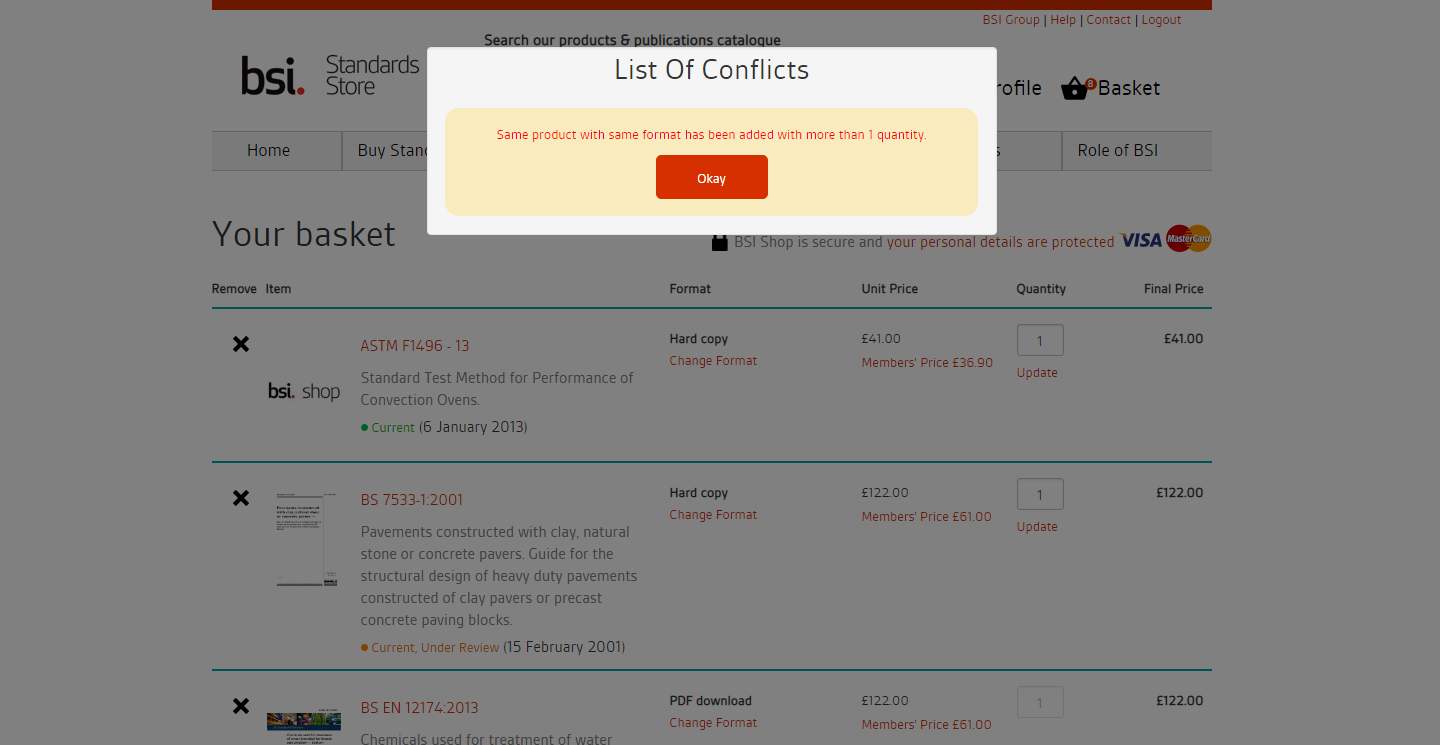 BSI Group | Help | Contact | Logout
Search our products & publications catalogue
bsi. Standards Store
List Of Conflicts
rofile
8
Basket
Same product with same format has been added with more than 1 quantity.
Okay
Home
Buy Stan
s
Role of BSI
Your basket
BSI Shop is secure and your personal details are protected
VISA
MasterCard
Remove Item Format Unit Price Quantity Final Price
ASTM F1496 - 13
Standard Test Method for Performance of
Convection Ovens.
Current (6 January 2013)
bsi. shop
Hard copy
Change Format
£41.00
Members' Price £36.90
1
Update
£41.00
BS 7533-1:2001
Pavements constructed with clay, natural
stone or concrete pavers. Guide for the
structural design of heavy duty pavements
constructed of clay pavers or precast
concrete paving blocks.
Current, Under Review (15 February 2001)
Hard copy
Change Format
£122.00
Members' Price £61.00
1
Update
£122.00
BS EN 12174:2013
Chemicals used for treatment of water
PDF download
Change Format
£122.00
Members' Price £61.00
1
£122.00